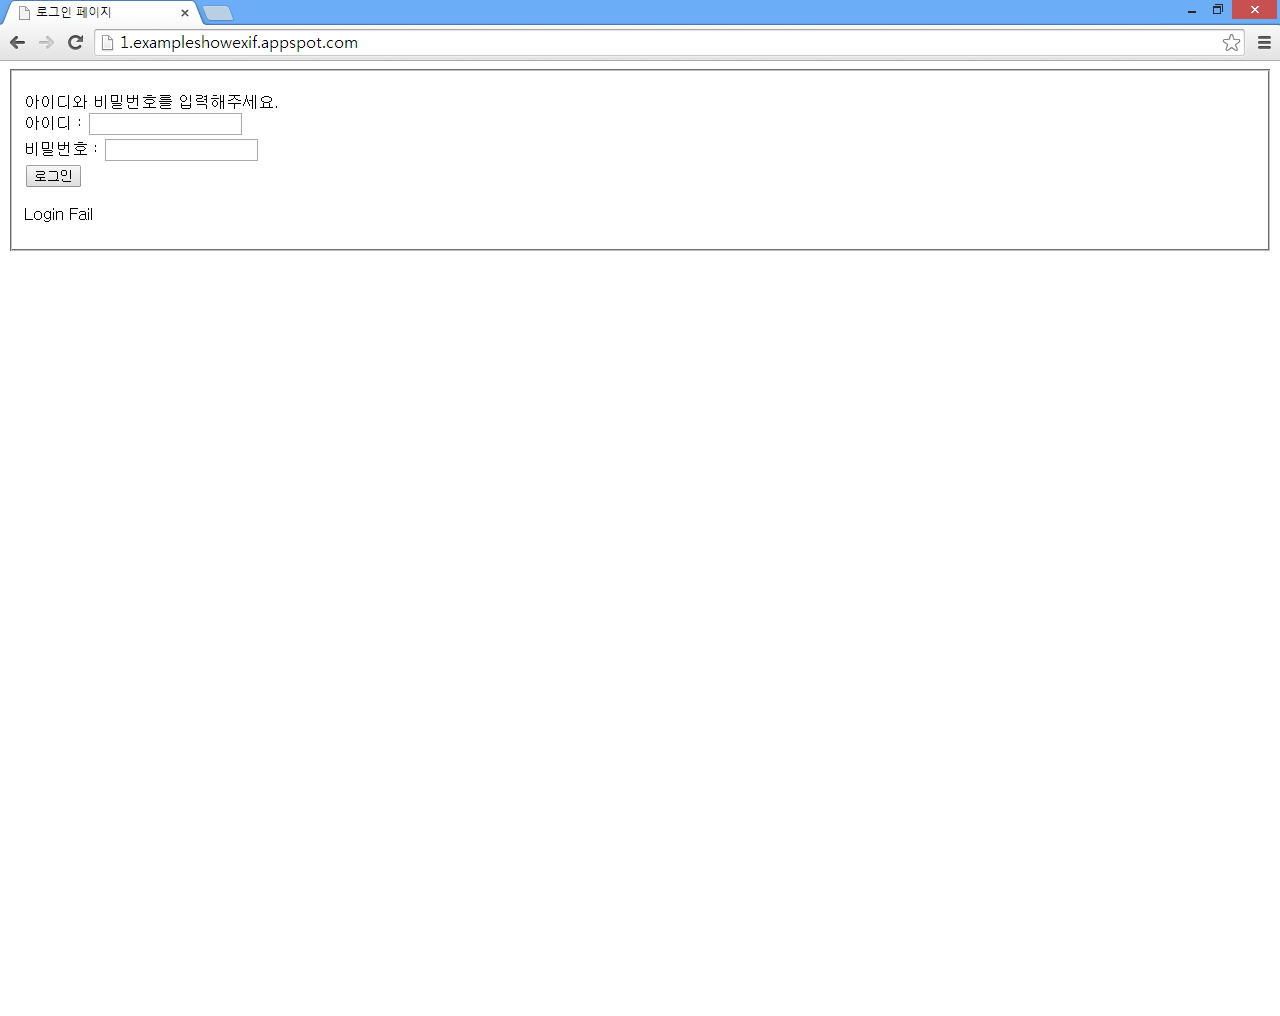 로그인 페이지
1.exampleshowexif.appspot.com
아이디와 비밀번호를 입력해주세요.
아이디 :
비밀번호 :
로그인
Login Fail